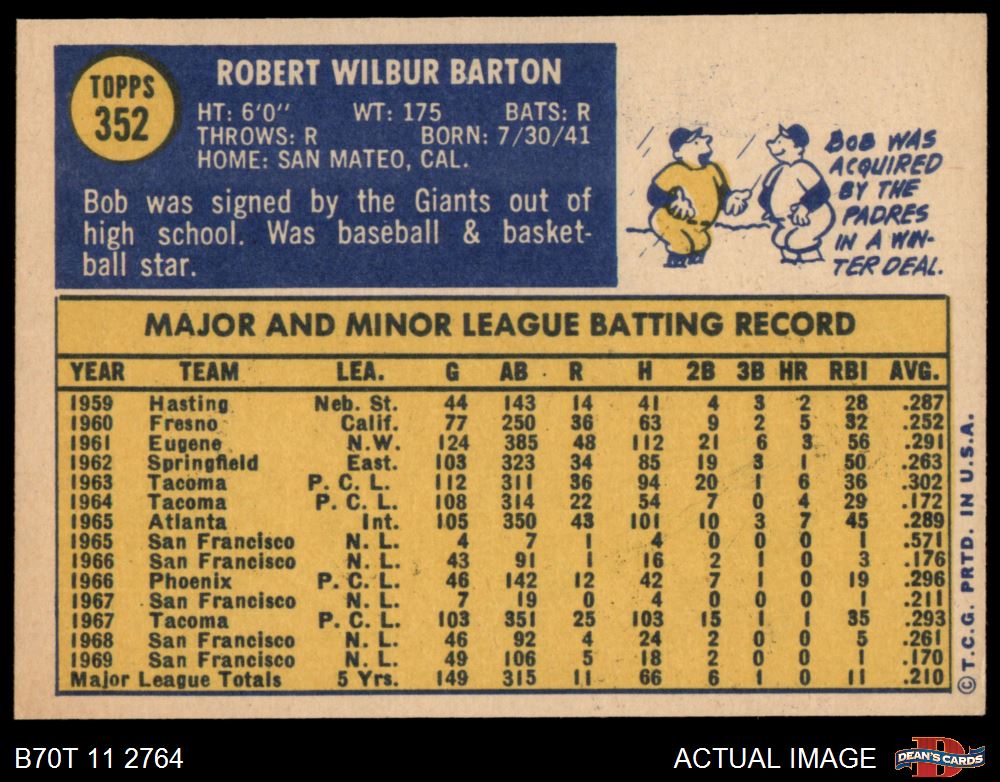 TOPPS
352
ROBERT WILBUR BARTON
HT: 6'0" WT: 175 BATS: R
THROWS: R BORN: 7/30/41
HOME: SAN MATEO, CAL.
Bob was signed by the Giants out of
high school. Was baseball & basket-
ball star.
BOB WAS
ACQUIRED
BY THE
PADRES
IN A WIN-
TER DEAL.
MAJOR AND MINOR LEAGUE BATTING RECORD
YEAR TEAM LEA. G AB R H 2B 3B HR RBI AVG.
1959 Hasting Neb. St. 44 143 14 41 4 3 2 28 .287
1960 Fresno Calif. 77 250 36 63 9 2 5 32 .252
1961 Eugene N.W. 124 385 48 112 21 6 3 56 .291
1962 Springfield East. 103 323 34 85 19 3 1 50 .263
1963 Tacoma P. C. L. 112 311 36 94 20 1 6 36 .302
1964 Tacoma P. C. L. 108 314 22 54 7 0 4 29 .172
1965 Atlanta Int. 105 350 43 101 10 3 7 45 .289
1965 San Francisco N. L. 4 7 1 4 0 0 0 1 .571
1966 San Francisco N. L. 43 91 1 16 2 1 0 3 .176
1966 Phoenix P. C. L. 46 142 12 42 7 1 0 19 .296
1967 San Francisco N. L. 7 19 0 4 0 0 0 1 .211
1967 Tacoma P. C. L. 103 351 25 103 15 1 1 35 .293
1968 San Francisco N. L. 46 92 4 24 2 0 0 5 .261
1969 San Francisco N. L. 49 106 5 18 2 0 0 1 .170
Major League Totals 5 Yrs. 149 315 11 66 6 1 0 11 .210
© T.C.G. PRTD. IN U.S.A.
B70T 11 2764
ACTUAL IMAGE
DEAN'S CARDS